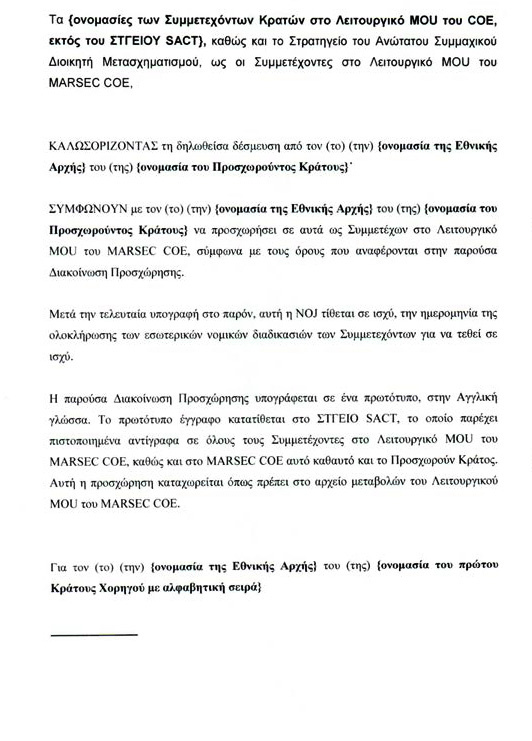 Τα {ονομασίες των Συμμετεχόντων Κρατών στο Λειτουργικό MOU του COE,
εκτός του ΣΤΓΕΙΟΥ SACT}, καθώς και το Στρατηγείο του Ανώτατου Συμμαχικού
Διοικητή Μετασχηματισμού, ως οι Συμμετέχοντες στο Λειτουργικό MOU του
MARSEC COE,
ΚΑΛΩΣΟΡΙΖΟΝΤΑΣ τη δηλωθείσα δέσμευση από τον (το) (την) {ονομασία της Εθνικής
Αρχής} του (της) {ονομασία του Προσχωρούντος Κράτους}˙
ΣΥΜΦΩΝΟΥΝ με τον (το) (την) {ονομασία της Εθνικής Αρχής} του (της) {ονομασία του
Προσχωρούντος Κράτους} να προσχωρήσει σε αυτά ως Συμμετέχων στο Λειτουργικό
MOU του MARSEC COE, σύμφωνα με τους όρους που αναφέρονται στην παρούσα
Διακοίνωση Προσχώρησης.
Μετά την τελευταία υπογραφή στο παρόν, αυτή η NOJ τίθεται σε ισχύ, την ημερομηνία της
ολοκλήρωσης των εσωτερικών νομικών διαδικασιών των Συμμετεχόντων για να τεθεί σε
ισχύ.
Η παρούσα Διακοίνωση Προσχώρησης υπογράφεται σε ένα πρωτότυπο, στην Αγγλική
γλώσσα. Το πρωτότυπο έγγραφο κατατίθεται στο ΣΤΓΕΙΟ SACT, το οποίο παρέχει
πιστοποιημένα αντίγραφα σε όλους τους Συμμετέχοντες στο Λειτουργικό MOU του
MARSEC COE, καθώς και στο MARSEC COE αυτό καθαυτό και το Προσχωρούν Κράτος.
Αυτή η προσχώρηση καταχωρείται όπως πρέπει στο αρχείο μεταβολών του Λειτουργικού
MOU του MARSEC COE.
Για τον (το) (την) {ονομασία της Εθνικής Αρχής} του (της) {ονομασία του πρώτου
Κράτους Χορηγού με αλφαβητική σειρά}